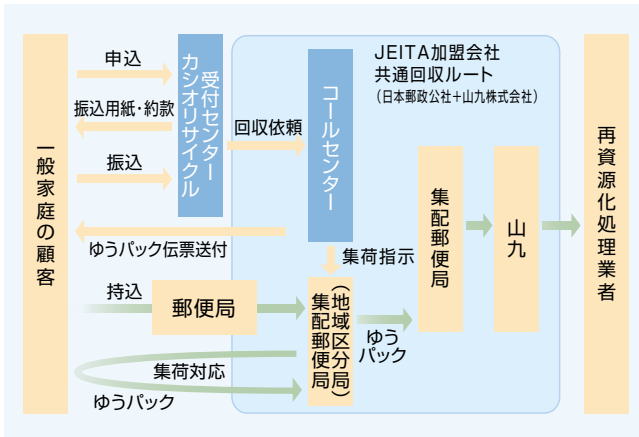 一般家庭の顧客
申込
振込用紙・約款
振込
カシオリサイクル
受付センター
回収依頼
JEITA加盟会社
共通回収ルート
(日本郵政公社+山九株式会社)
コールセンター
ゆうパック伝票送付
集荷指示
持込
郵便局
集配郵便局
(地域区分局)
ゆう
パック
集荷対応
ゆうパック
集配郵便局
山九
再資源化処理業者